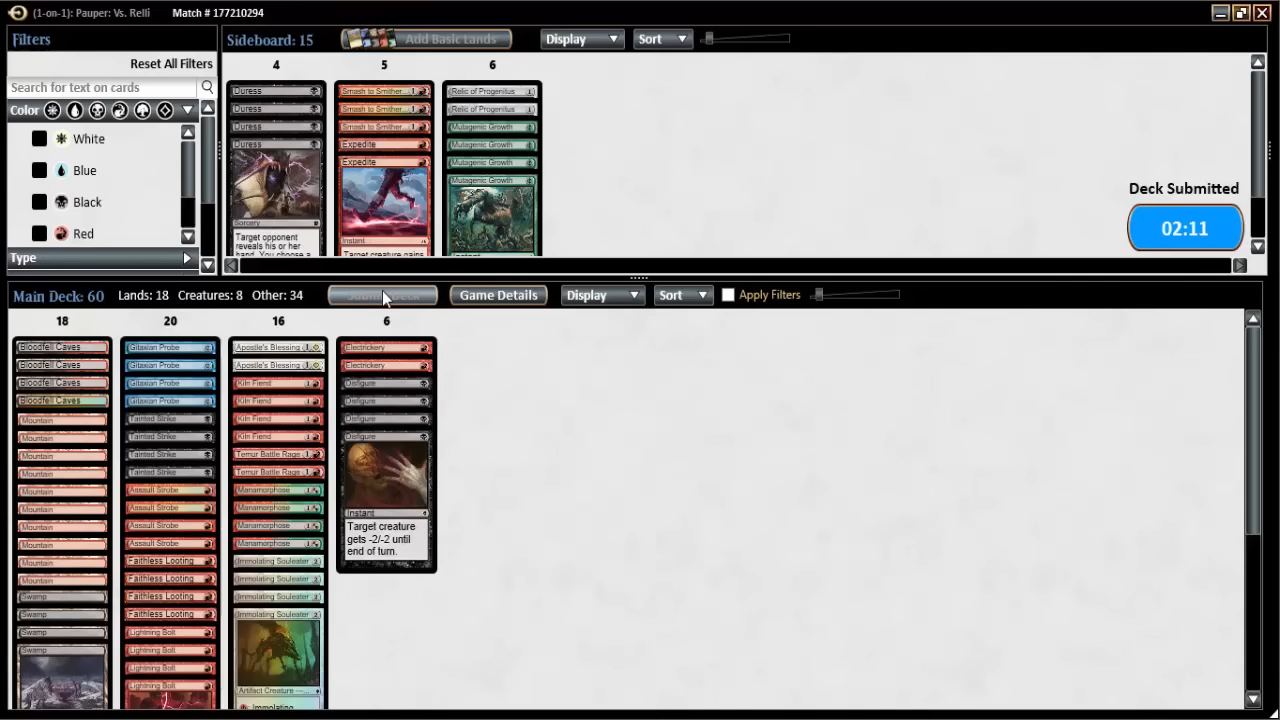 (1-on-1): Pauper: Vs. Relli Match # 177210294
Filters
Reset All Filters
Search for text on cards
Color
White
Blue
Black
Red
Type
Sideboard: 15
Add Basic Lands
Display
Sort
4
5
6
Duress
Duress
Duress
Duress
Sorcery
Target opponent
reveals his or her
hand. You choose a
Smash to Smither...
Smash to Smither...
Smash to Smither...
Expedite
Expedite
Instant
Target creature gains
Relic of Progenitus
Relic of Progenitus
Mutagenic Growth
Mutagenic Growth
Mutagenic Growth
Mutagenic Growth
Deck Submitted
02:11
Main Deck: 60 Lands: 18 Creatures: 8 Other: 34
Game Details
Display
Sort
Apply Filters
18
20
16
6
Bloodfell Caves
Bloodfell Caves
Bloodfell Caves
Bloodfell Caves
Mountain
Mountain
Mountain
Mountain
Mountain
Mountain
Mountain
Mountain
Mountain
Mountain
Swamp
Swamp
Swamp
Swamp
Gitaxian Probe
Gitaxian Probe
Gitaxian Probe
Gitaxian Probe
Tainted Strike
Tainted Strike
Tainted Strike
Tainted Strike
Assault Strobe
Assault Strobe
Assault Strobe
Assault Strobe
Faithless Looting
Faithless Looting
Faithless Looting
Faithless Looting
Lightning Bolt
Lightning Bolt
Lightning Bolt
Lightning Bolt
Apostle's Blessing
Apostle's Blessing
Kiln Fiend
Kiln Fiend
Kiln Fiend
Kiln Fiend
Temur Battle Rage
Temur Battle Rage
Manamorphose
Manamorphose
Manamorphose
Manamorphose
Immolating Souleater
Immolating Souleater
Immolating Souleater
Immolating Souleater
Artifact Creature —...
Immolating
Electrickery
Electrickery
Disfigure
Disfigure
Disfigure
Disfigure
Instant
Target creature
gets -2/-2 until
end of turn.